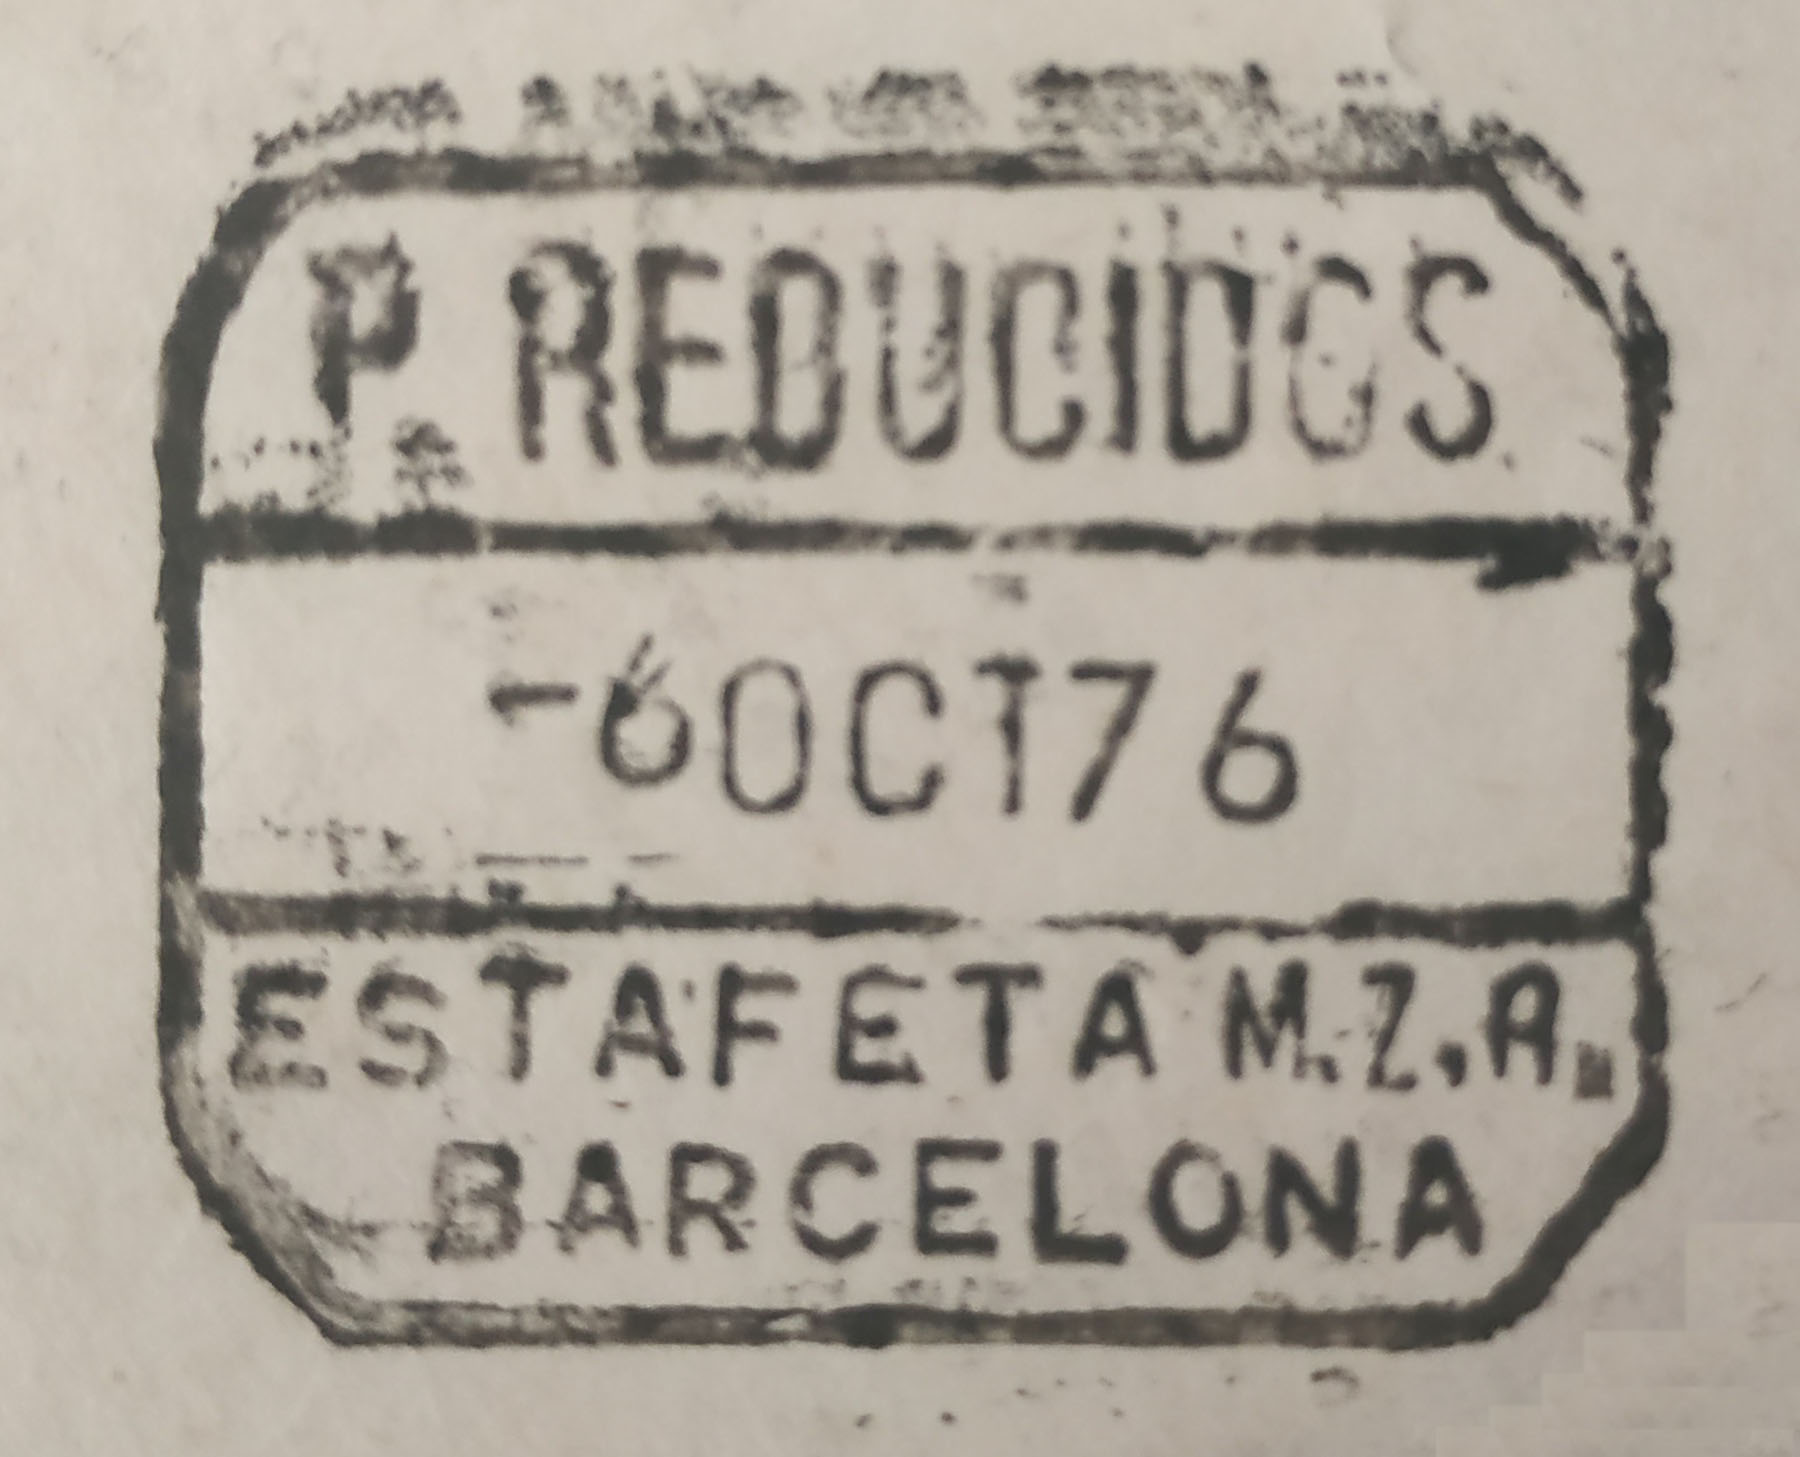 P. REDUCIDOS
-6 OCT 76
ESTAFETA M.Z.A.
BARCELONA